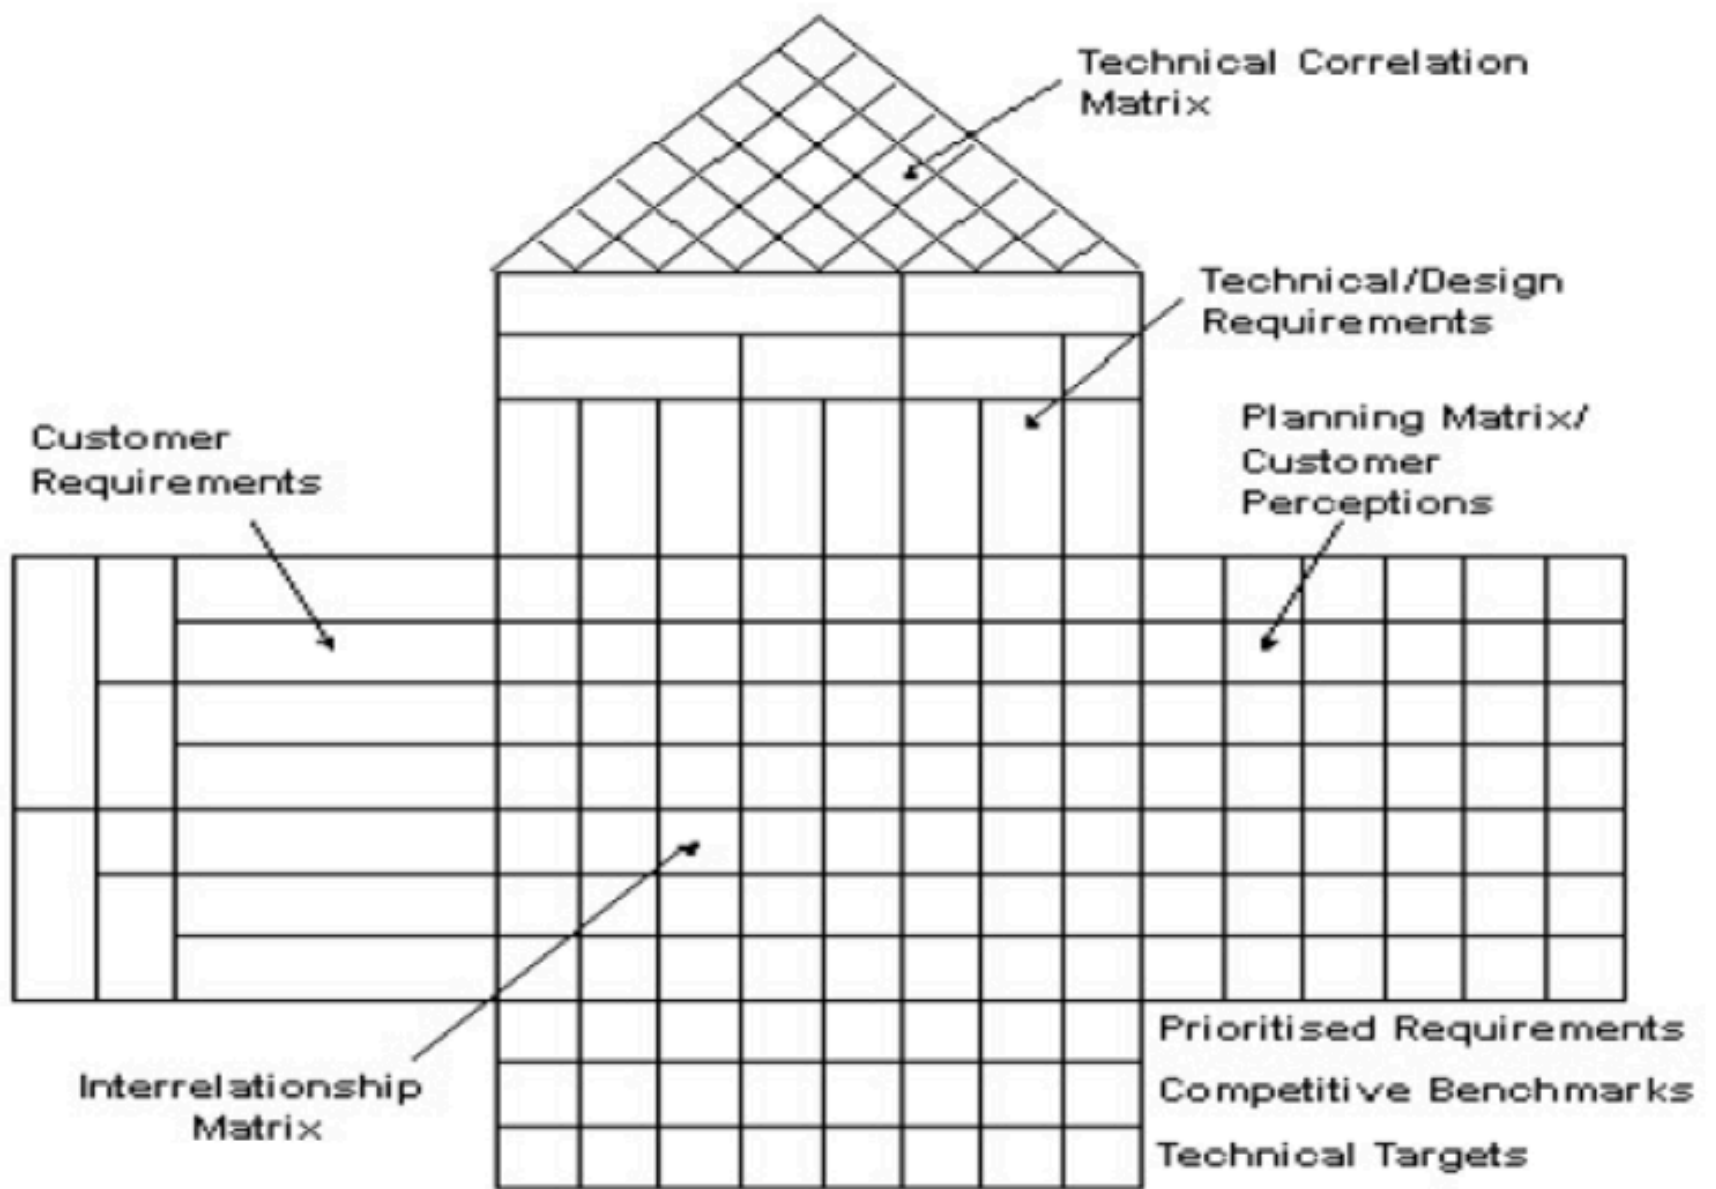 Technical Correlation
Matrix
Technical/Design
Requirements
Planning Matrix/
Customer
Perceptions
Customer
Requirements
Interrelationship
Matrix
Prioritised Requirements
Competitive Benchmarks
Technical Targets